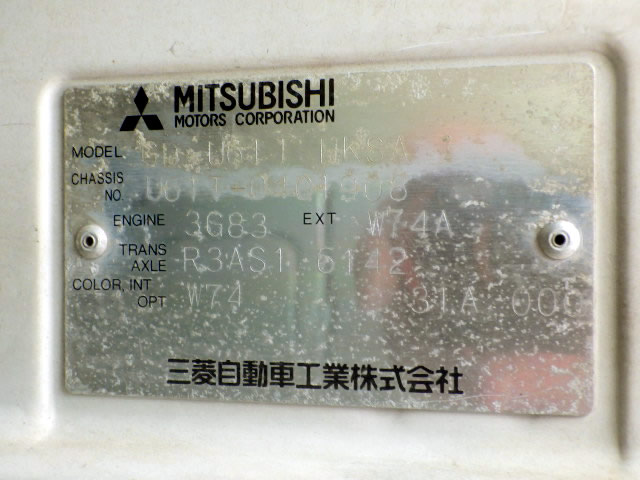 MITSUBISHI
MOTORS CORPORATION
MODEL
CHASSIS NO.
ENGINE 3G83 EXT W74A
TRANS AXLE R3AS1 6142
COLOR, INT OPT W74 31A 000
三菱自動車工業株式会社